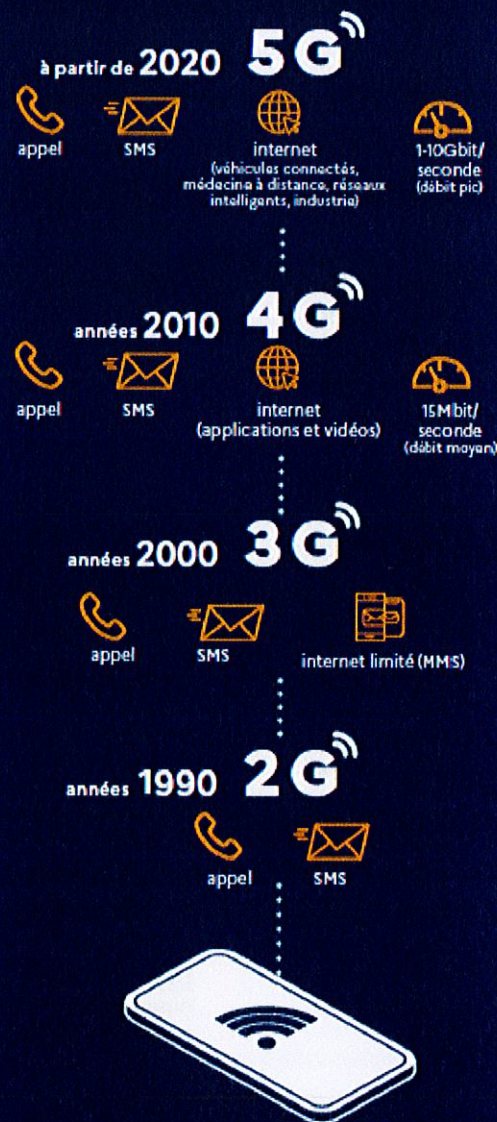 à partir de 2020 5G
appel
SMS
internet
(véhicules connectés,
médecine à distance, réseaux
intelligents, industrie)
1-10Gbit/
seconde
(débit pic)
années 2010 4G
appel
SMS
internet
(applications et vidéos)
15Mbit/
seconde
(débit moyen)
années 2000 3G
appel
SMS
internet limité (MMS)
années 1990 2G
appel
SMS